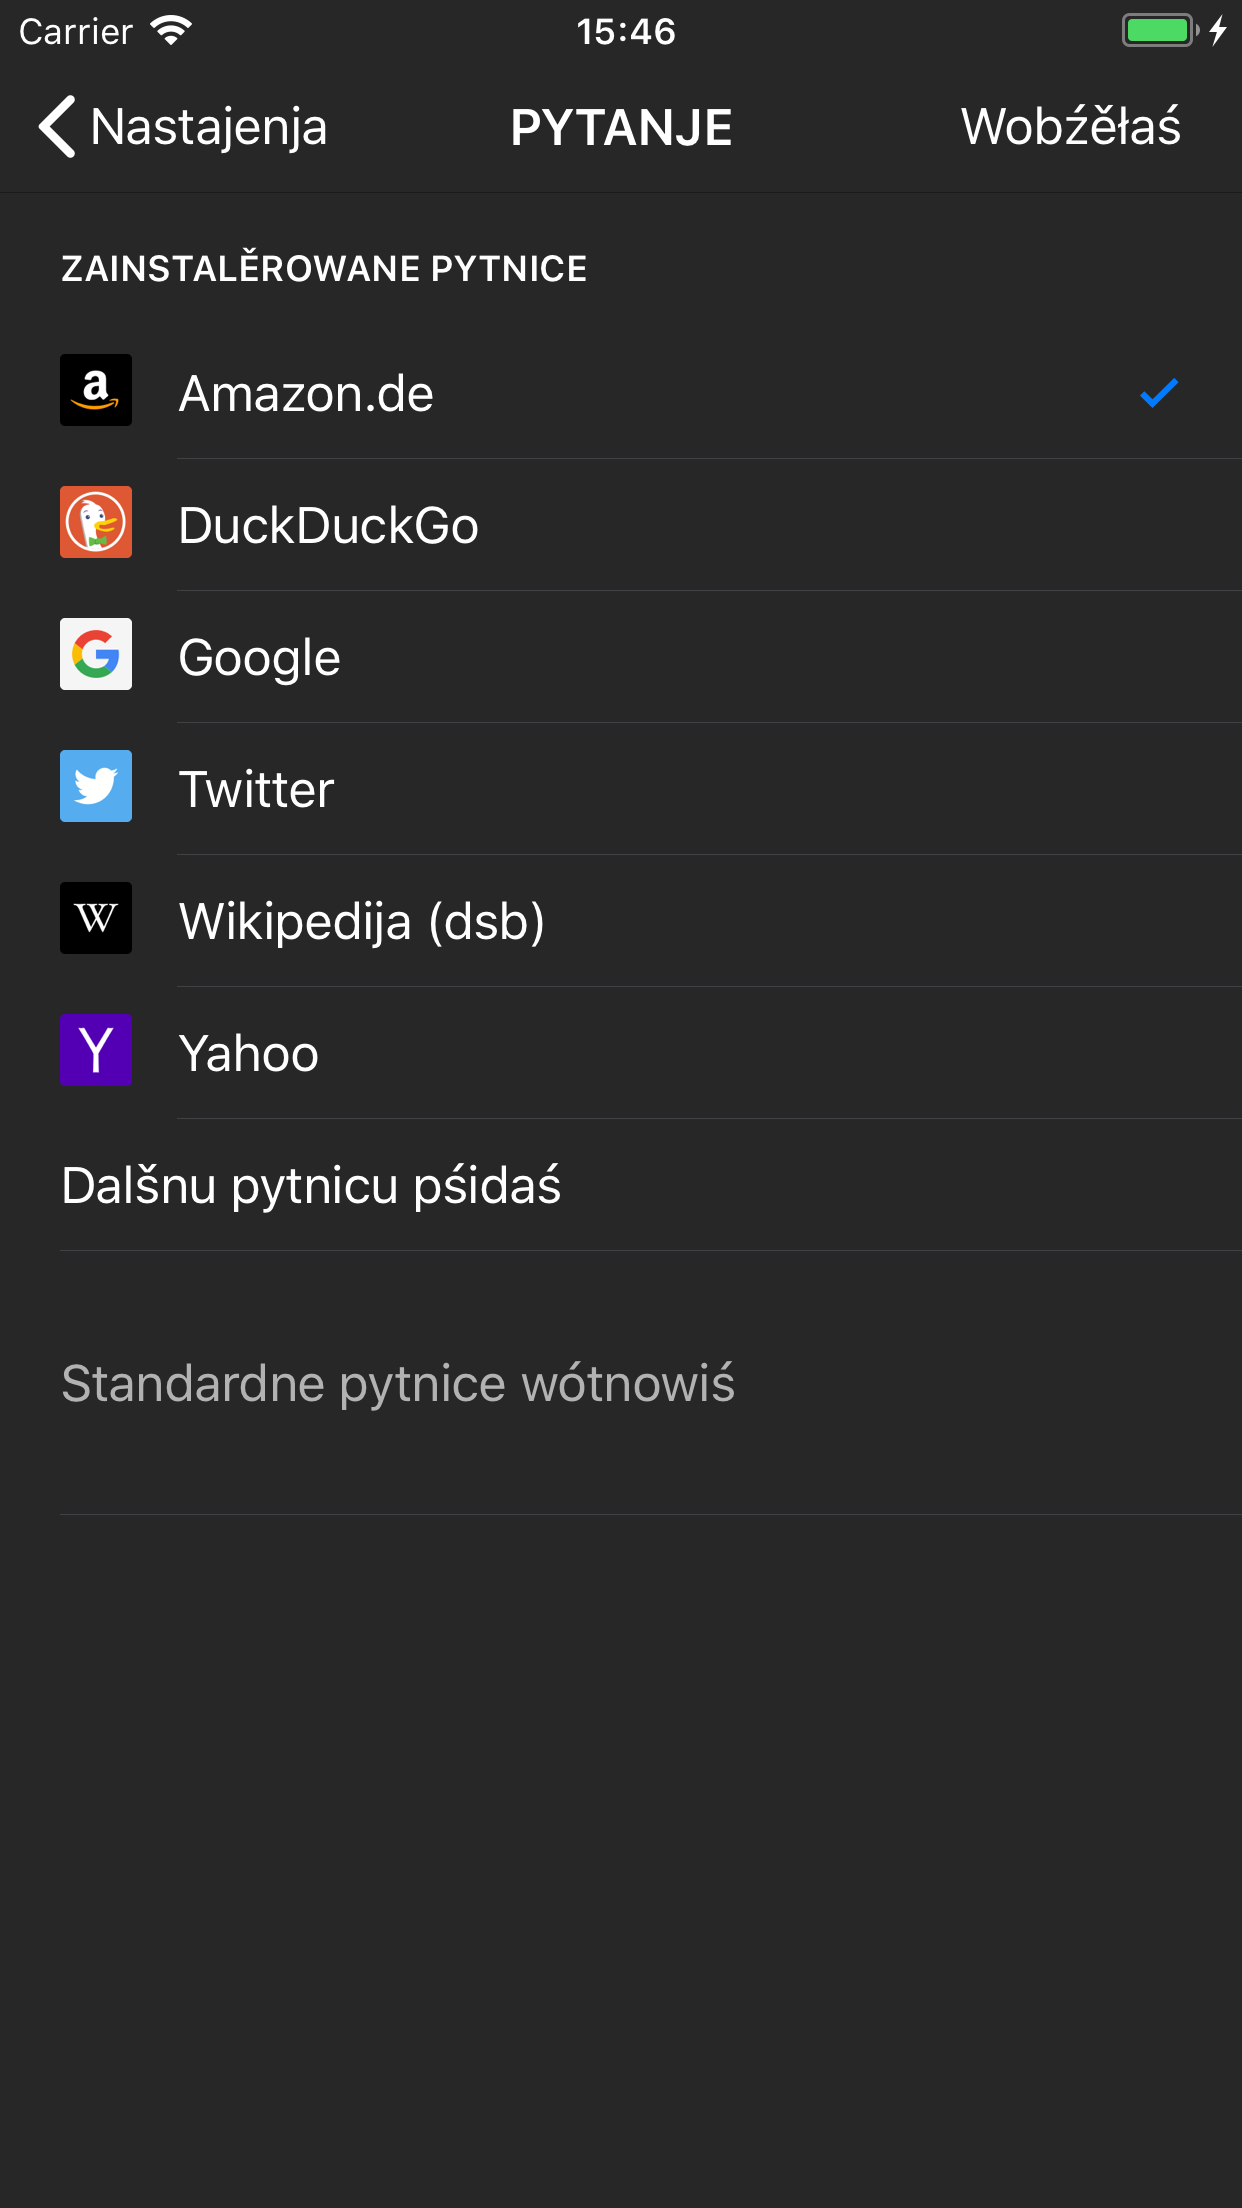 Carrier 15:46
Nastajenja PYTANJE Wobźěłaś
ZAINSTALĚROWANE PYTNICE
Amazon.de
DuckDuckGo
Google
Twitter
Wikipedija (dsb)
Yahoo
Dalšnu pytnicu pśidaś
Standardne pytnice wótnowiś